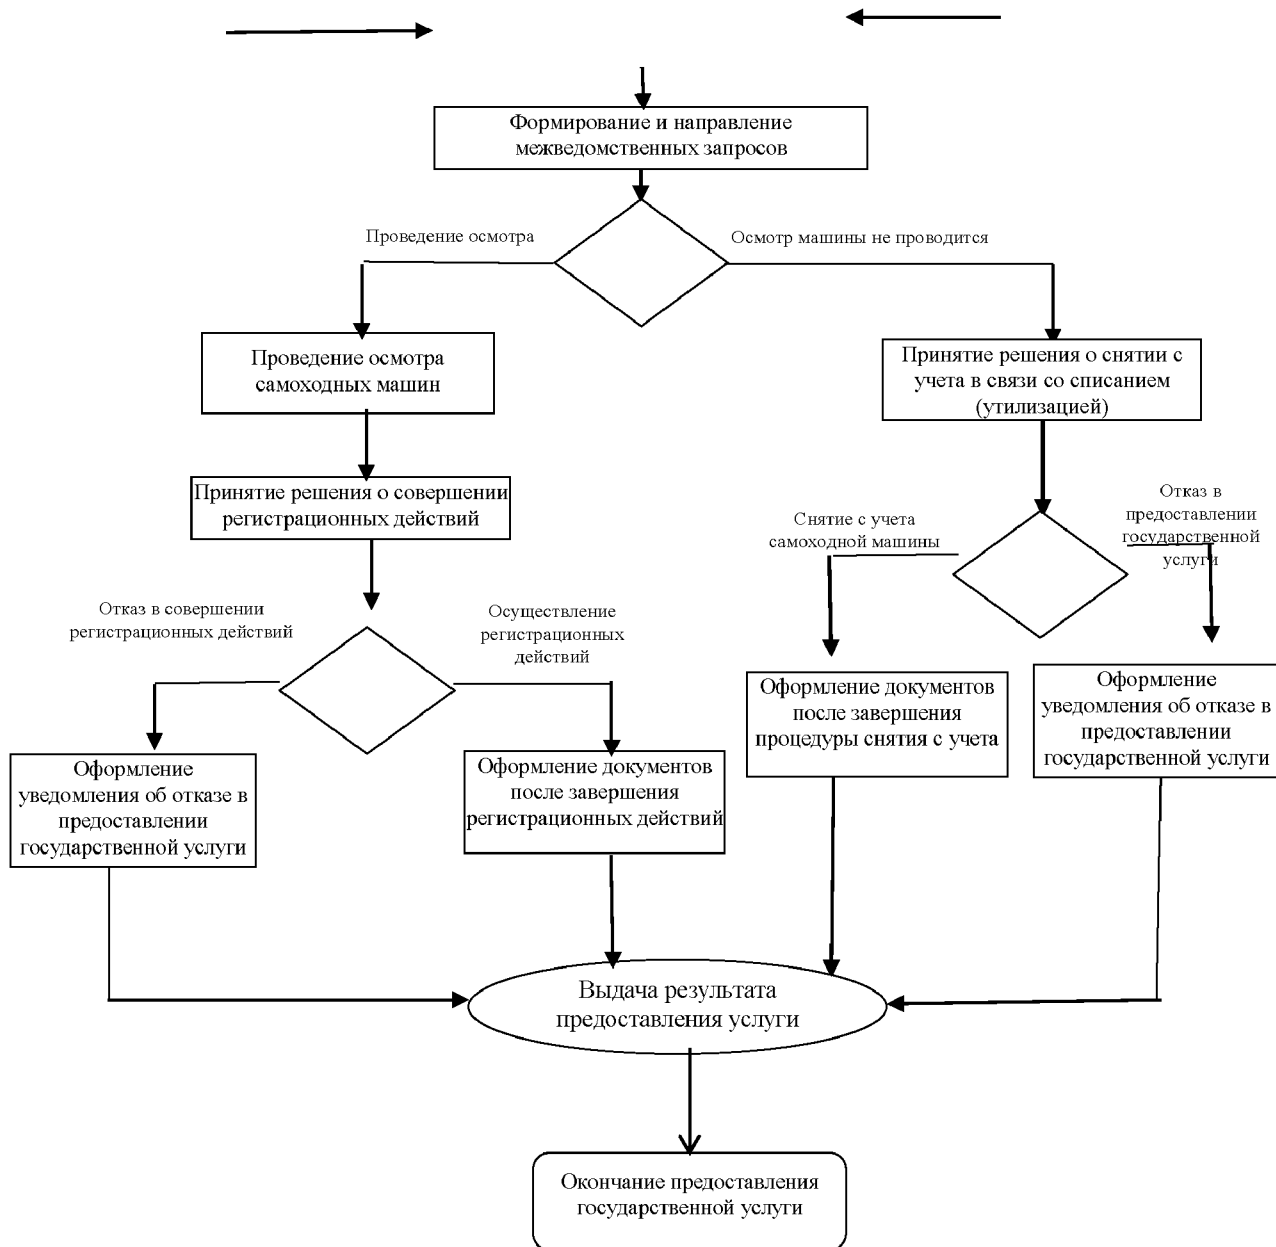 Формирование и направление
межведомственных запросов
Проведение осмотра
Осмотр машины не проводится
Проведение осмотра
самоходных машин
Принятие решения о снятии с
учета в связи со списанием
(утилизацией)
Принятие решения о совершении
регистрационных действий
Снятие с учета
самоходной машины
Отказ в
предоставлении
государственной
услуги
Отказ в совершении
регистрационных действий
Осуществление
регистрационных
действий
Оформление документов
после завершения
процедуры снятия с учета
Оформление
уведомления об отказе в
предоставлении
государственной услуги
Оформление
уведомления об отказе в
предоставлении
государственной услуги
Оформление документов
после завершения
регистрационных действий
Выдача результата
предоставления услуги
Окончание предоставления
государственной услуги